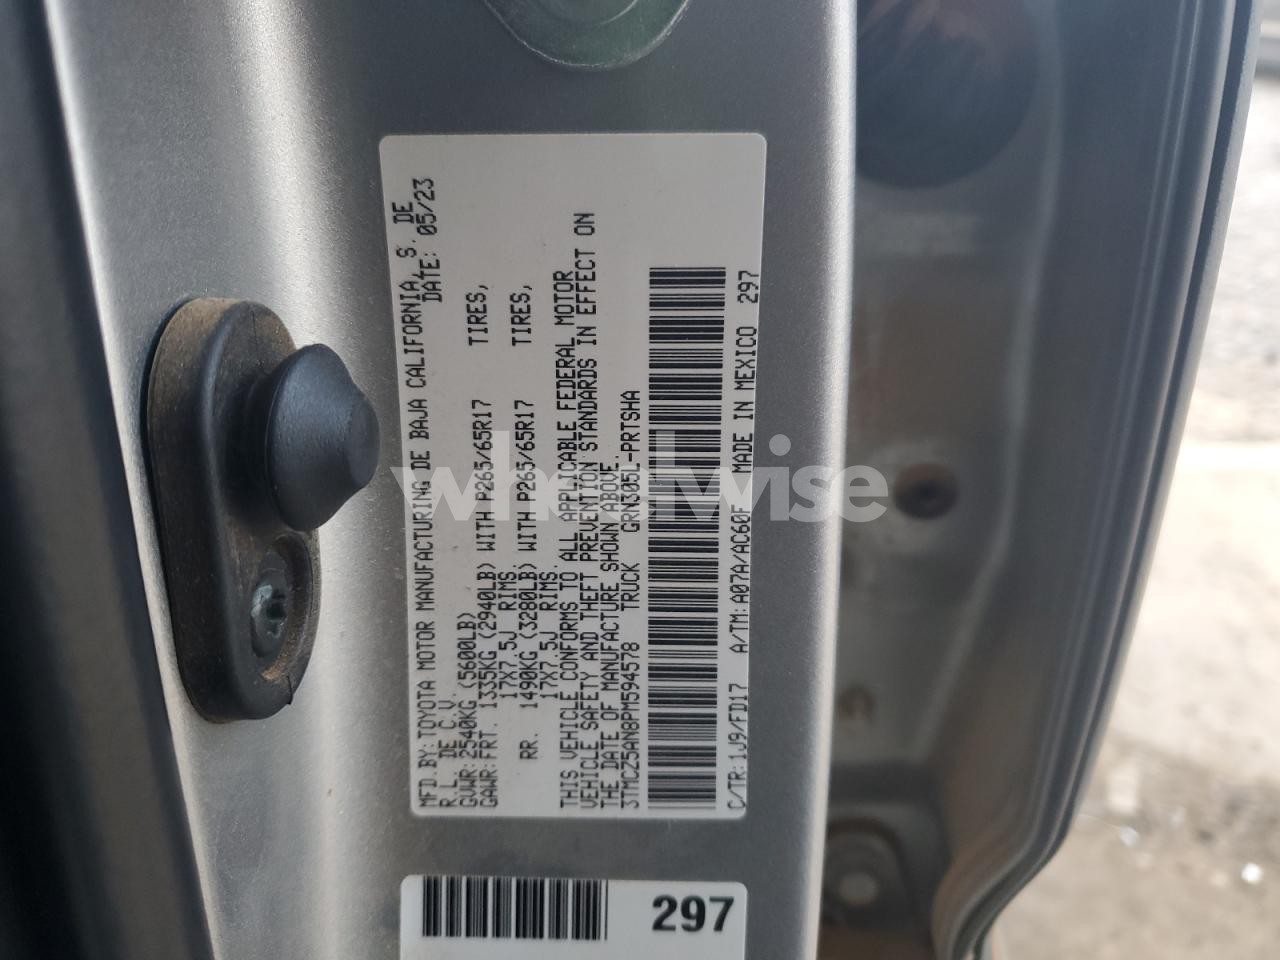 MFD.BY:TOYOTA MOTOR MANUFACTURING DE BAJA CALIFORNIA, S. DE
R.L. DE C.V. DATE: 05/23
GVWR:2540KG (5600LB)
GAWR:FRT. 1335KG (2940LB) WITH P265/65R17 TIRES,
17X7.5J RIMS.
RR. 1490KG (3280LB) WITH P265/65R17 TIRES,
17X7.5J RIMS.
THIS VEHICLE CONFORMS TO ALL APPLICABLE FEDERAL MOTOR
VEHICLE SAFETY AND THEFT PREVENTION STANDARDS IN EFFECT ON
THE DATE OF MANUFACTURE SHOWN ABOVE.
3TMCZ5AN8PM594578 TRUCK GRN305L-PRTSHA
C/TR:1J9/FD17 A/TM:A07A/AC60F MADE IN MEXICO 297
297
wheelwise